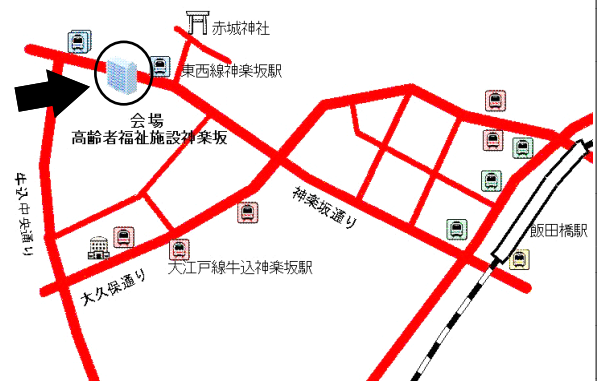 赤城神社
東西線神楽坂駅
会場
高齢者福祉施設神楽坂
牛込中央通り
神楽坂通り
飯田橋駅
大江戸線牛込神楽坂駅
大久保通り